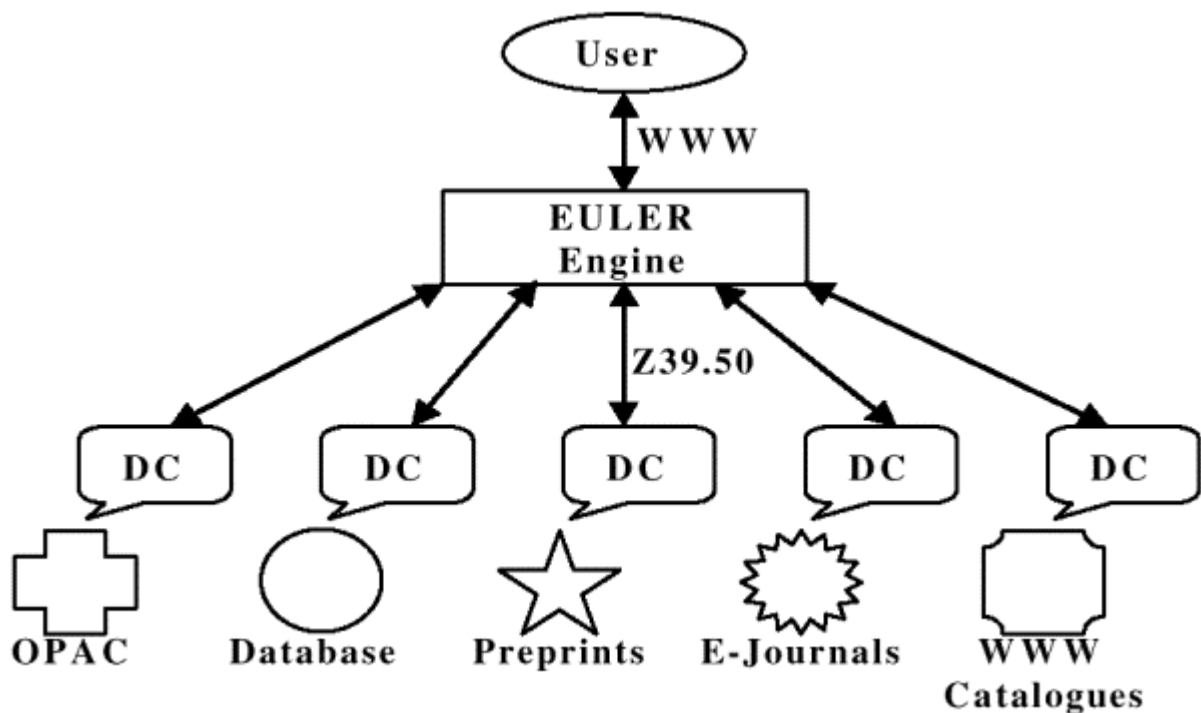 User
WWW
EULER
Engine
Z39.50
DC DC DC DC DC
OPAC Database Preprints E-Journals WWW
Catalogues